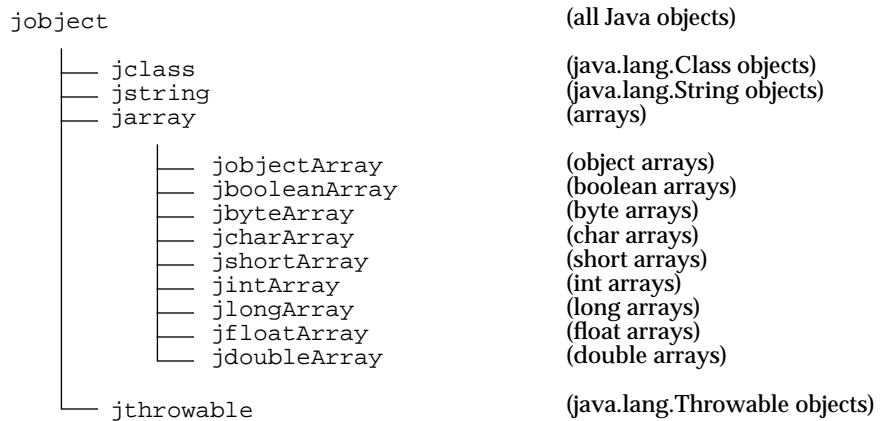 jobject (all Java objects)
jclass (java.lang.Class objects)
jstring (java.lang.String objects)
jarray (arrays)
jobjectArray (object arrays)
jbooleanArray (boolean arrays)
jbyteArray (byte arrays)
jcharArray (char arrays)
jshortArray (short arrays)
jintArray (int arrays)
jlongArray (long arrays)
jfloatArray (float arrays)
jdoubleArray (double arrays)
jthrowable (java.lang.Throwable objects)